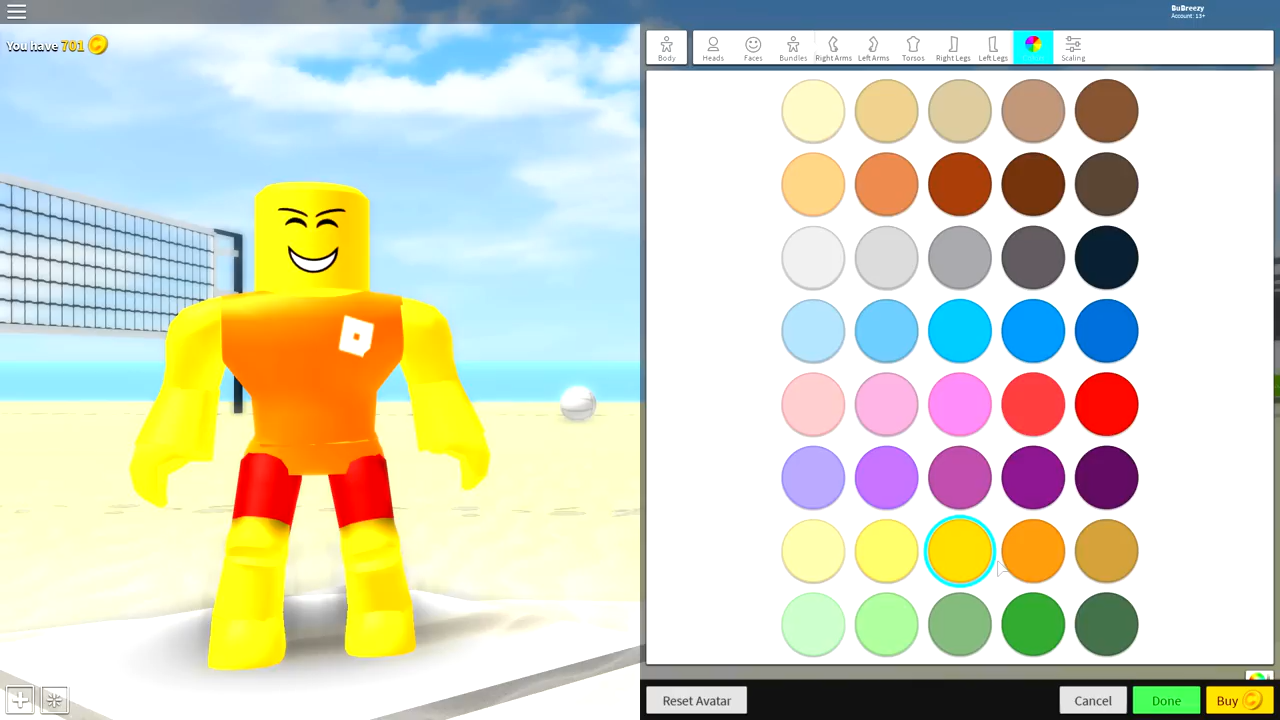 BuBreezy
Account: 13+
You have 701
Body
Heads
Faces
Bundles
Right Arms
Left Arms
Torsos
Right Legs
Left Legs
Scaling
Reset Avatar
Cancel
Done
Buy